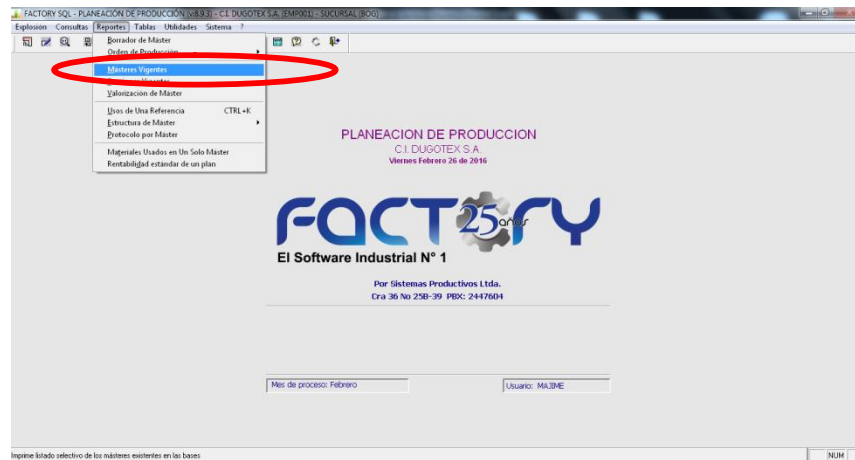 FACTORY SQL - PLANEACIÓN DE PRODUCCIÓN (v8.9.3) - C.I. DUGOTEX S.A. (EMP001) - SUCURSAL (BOG)
Explosión Consultas Reportes Tablas Utilidades Sistema ?
Borrador de Máster
Orden de Producción
Másteres Vigentes
Valorización de Máster
Usos de Una Referencia CTRL+K
Estructura de Máster
Protocolo por Máster
Materiales Usados en Un Solo Máster
Rentabilidad estándar de un plan
PLANEACION DE PRODUCCION
C.I. DUGOTEX S.A.
Viernes Febrero 26 de 2016
FACTORY
25 años
El Software Industrial N° 1
Por Sistemas Productivos Ltda.
Cra 36 No 25B-39 PBX: 2447604
Mes de proceso: Febrero
Usuario: MAJIME
Imprime listado selectivo de los másteres existentes en las bases
NUM